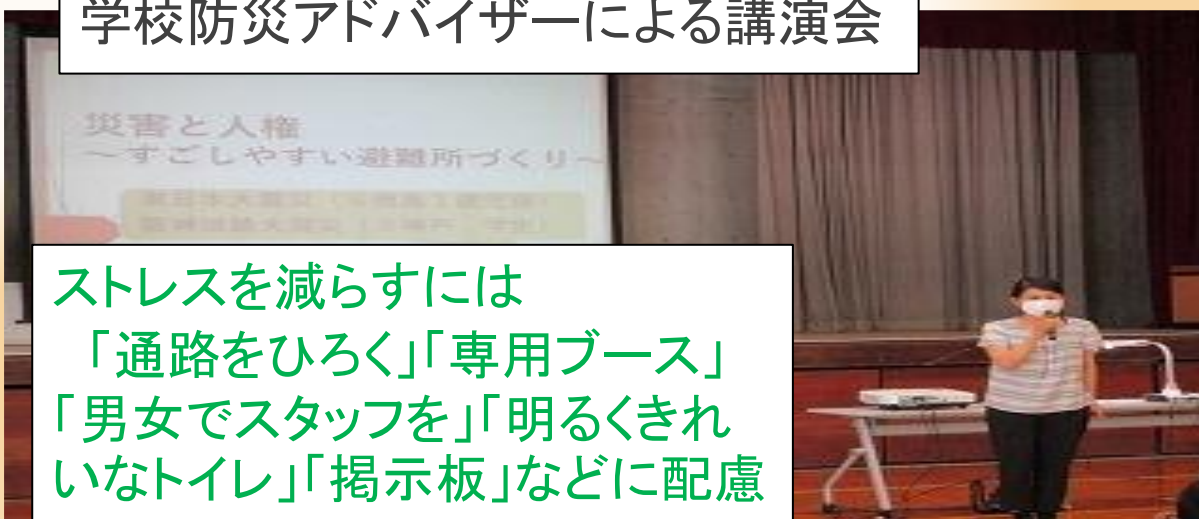 学校防災アドバイザーによる講演会
災害と人権
～すごしやすい避難所づくり～
ストレスを減らすには
「通路をひろく」「専用ブース」
「男女でスタッフを」「明るくきれ
いなトイレ」「掲示板」などに配慮